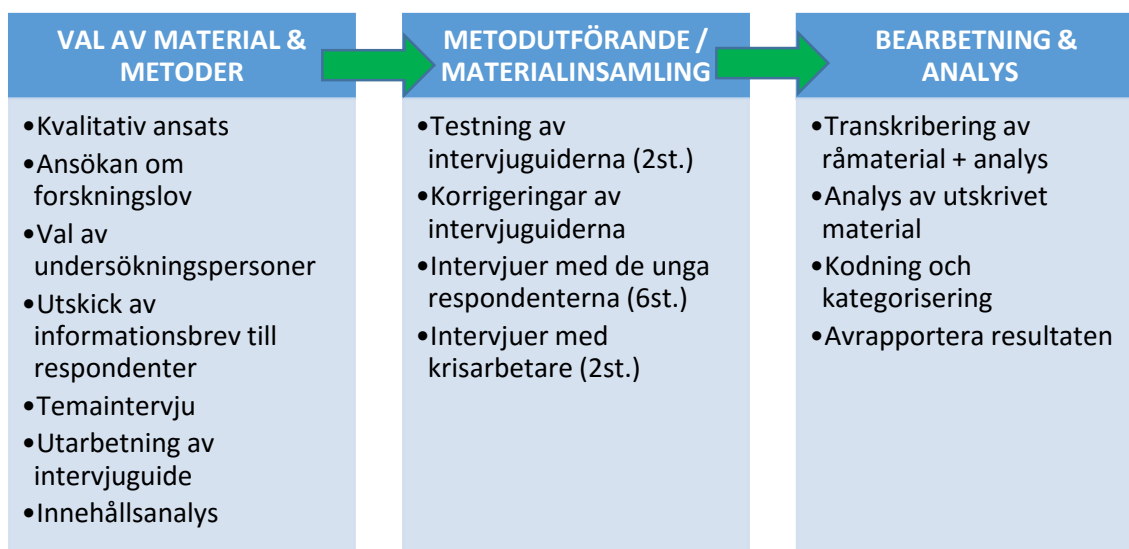 VAL AV MATERIAL &
METODER
•Kvalitativ ansats
•Ansökan om
forskningslov
•Val av
undersökningspersoner
•Utskick av
informationsbrev till
respondenter
•Temaintervju
•Utarbetning av
intervjuguide
•Innehållsanalys
METODUTFÖRANDE /
MATERIALINSAMLING
•Testning av
intervjuguiderna (2st.)
•Korrigeringar av
intervjuguiderna
•Intervjuer med de unga
respondenterna (6st.)
•Intervjuer med
krisarbetare (2st.)
BEARBETNING &
ANALYS
•Transkribering av
råmaterial + analys
•Analys av utskrivet
material
•Kodning och
kategorisering
•Avrapportera resultaten